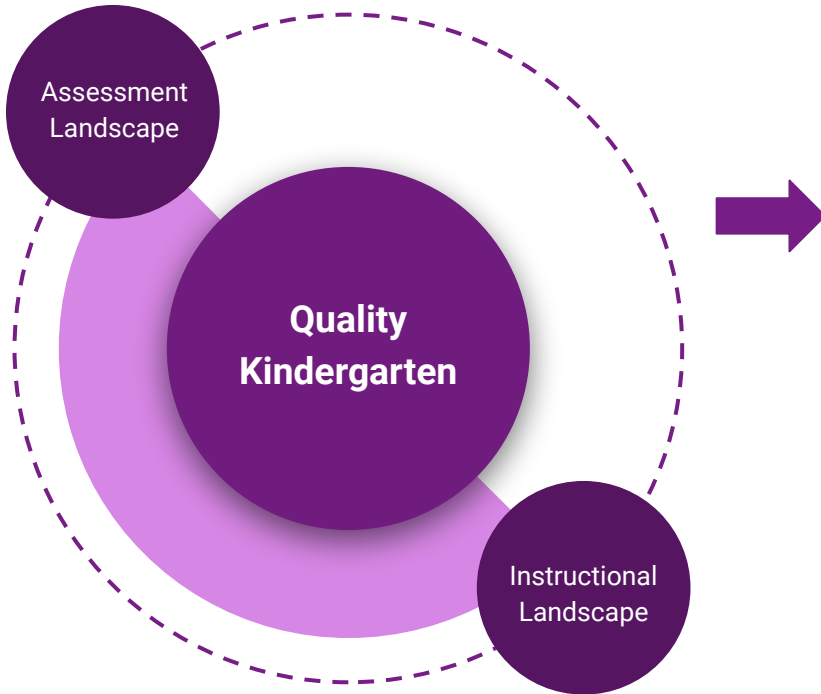 Assessment
Landscape
Quality
Kindergarten
Instructional
Landscape